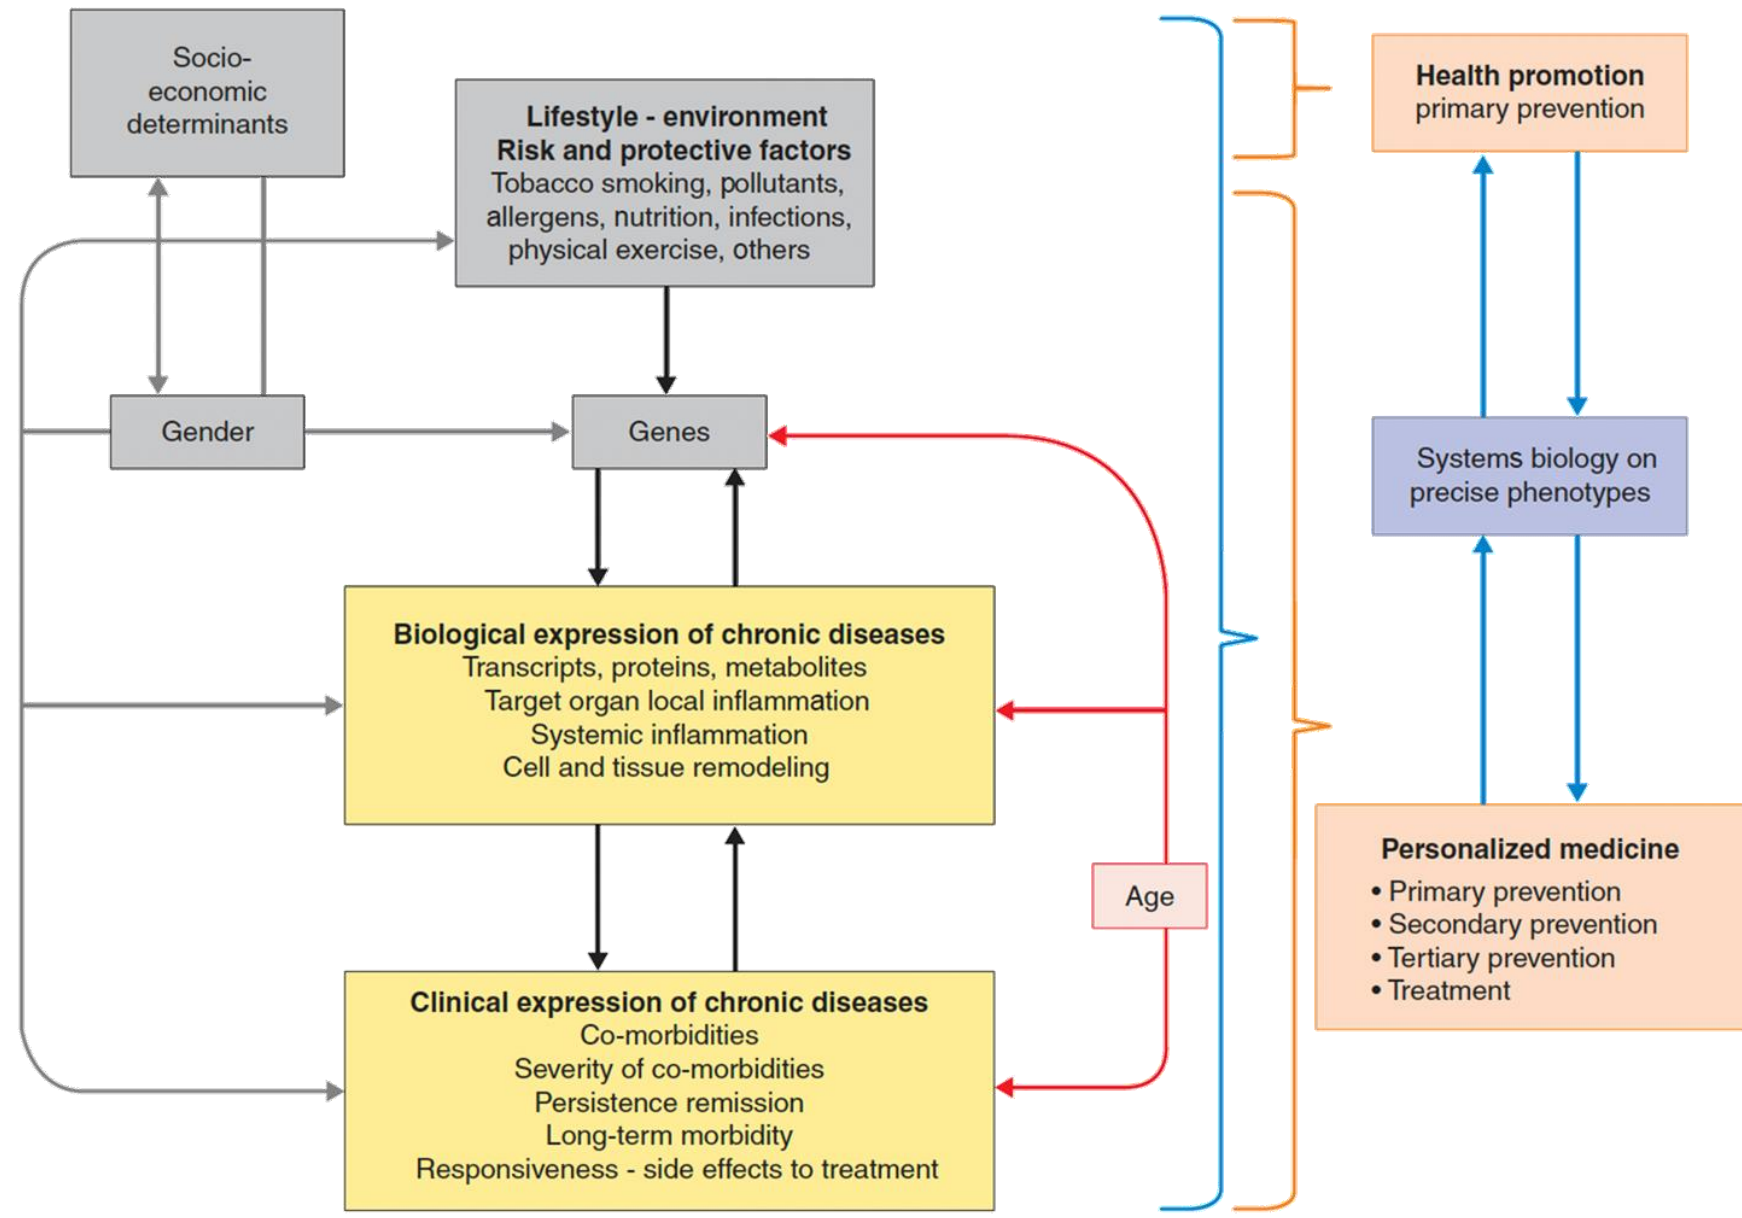 Socio-
economic
determinants
Lifestyle - environment
Risk and protective factors
Tobacco smoking, pollutants,
allergens, nutrition, infections,
physical exercise, others
Gender
Genes
Biological expression of chronic diseases
Transcripts, proteins, metabolites
Target organ local inflammation
Systemic inflammation
Cell and tissue remodeling
Age
Clinical expression of chronic diseases
Co-morbidities
Severity of co-morbidities
Persistence remission
Long-term morbidity
Responsiveness - side effects to treatment
Health promotion
primary prevention
Systems biology on
precise phenotypes
Personalized medicine
• Primary prevention
• Secondary prevention
• Tertiary prevention
• Treatment